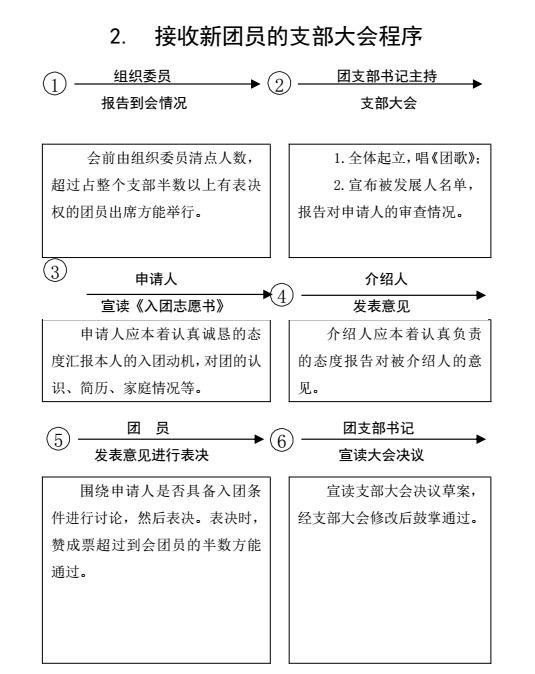 2. 接收新团员的支部大会程序
① 组织委员
报告到会情况
② 团支部书记主持
支部大会
会前由组织委员清点人数，
超过占整个支部半数以上有表决
权的团员出席方能举行。
1.全体起立，唱《团歌》；
2.宣布被发展人名单，
报告对申请人的审查情况。
③ 申请人
宣读《入团志愿书》
④ 介绍人
发表意见
申请人应本着认真诚恳的态
度汇报本人的入团动机，对团的认
识、简历、家庭情况等。
介绍人应本着认真负责
的态度报告对被介绍人的意
见。
⑤ 团 员
发表意见进行表决
⑥ 团支部书记
宣读大会决议
围绕申请人是否具备入团条
件进行讨论，然后表决。表决时，
赞成票超过到会团员的半数方能
通过。
宣读支部大会决议草案，
经支部大会修改后鼓掌通过。